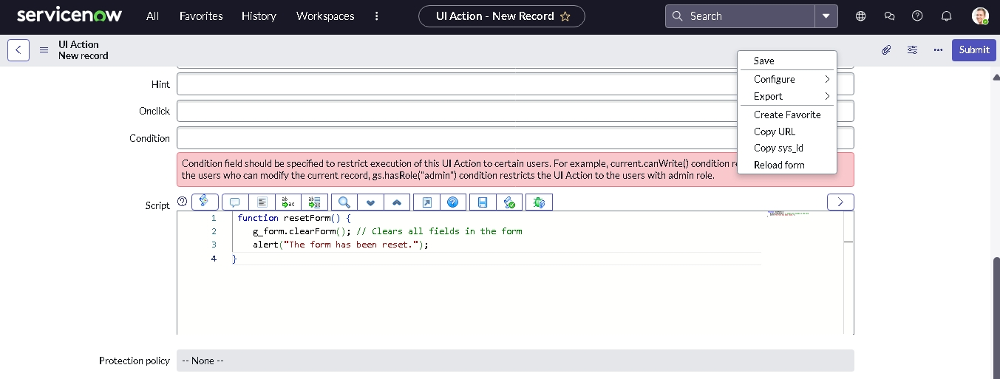 servicenow
All
Favorites
History
Workspaces
UI Action - New Record
Search
UI Action
New record
Submit
Save
Configure
Export
Create Favorite
Copy URL
Copy sys_id
Reload form
Hint
Onclick
Condition
Condition field should be specified to restrict execution of this UI Action to certain users. For example, current.canWrite() condition re
the users who can modify the current record, gs.hasRole("admin") condition restricts the UI Action to the users with admin role.
Script
1 function resetForm() {
2 g_form.clearForm(); // Clears all fields in the form
3 alert("The form has been reset.");
4 }
Protection policy
-- None --